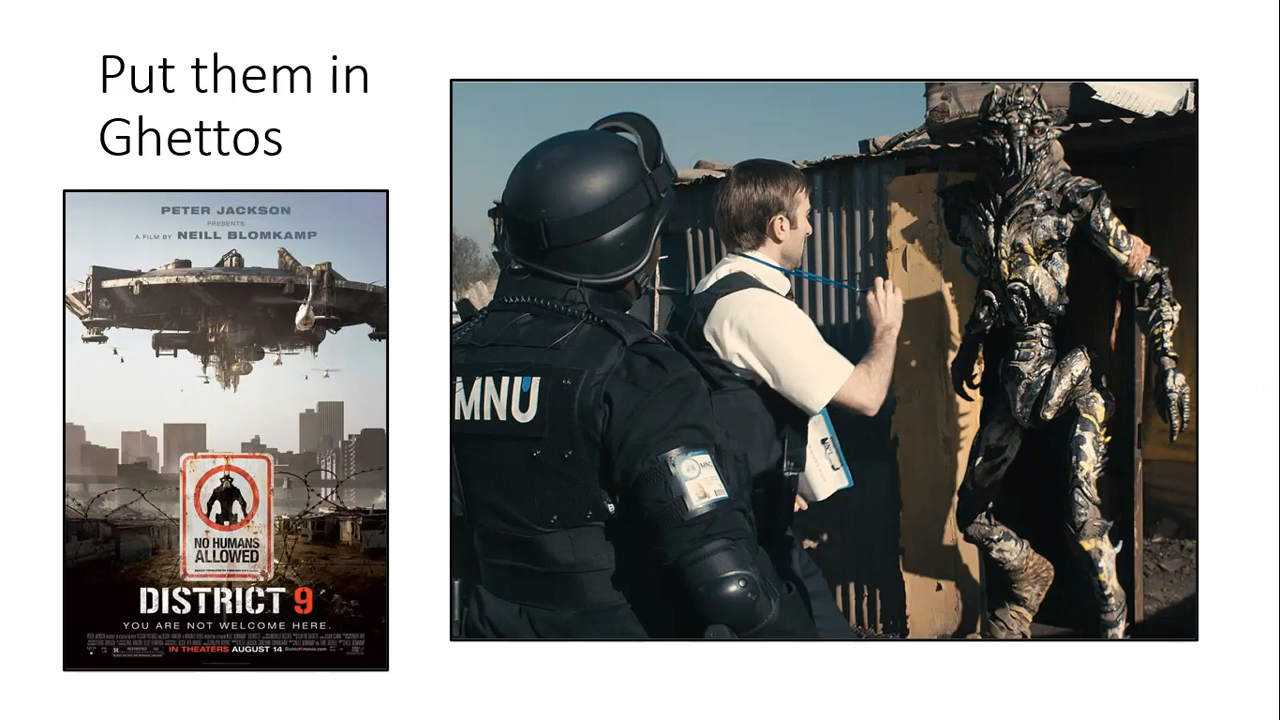 Put them in
Ghettos
PETER JACKSON
PRESENTS
A FILM BY NEILL BLOMKAMP
NO HUMANS
ALLOWED
DISTRICT 9
YOU ARE NOT WELCOME HERE.
IN THEATERS AUGUST 14
MNU
MNU